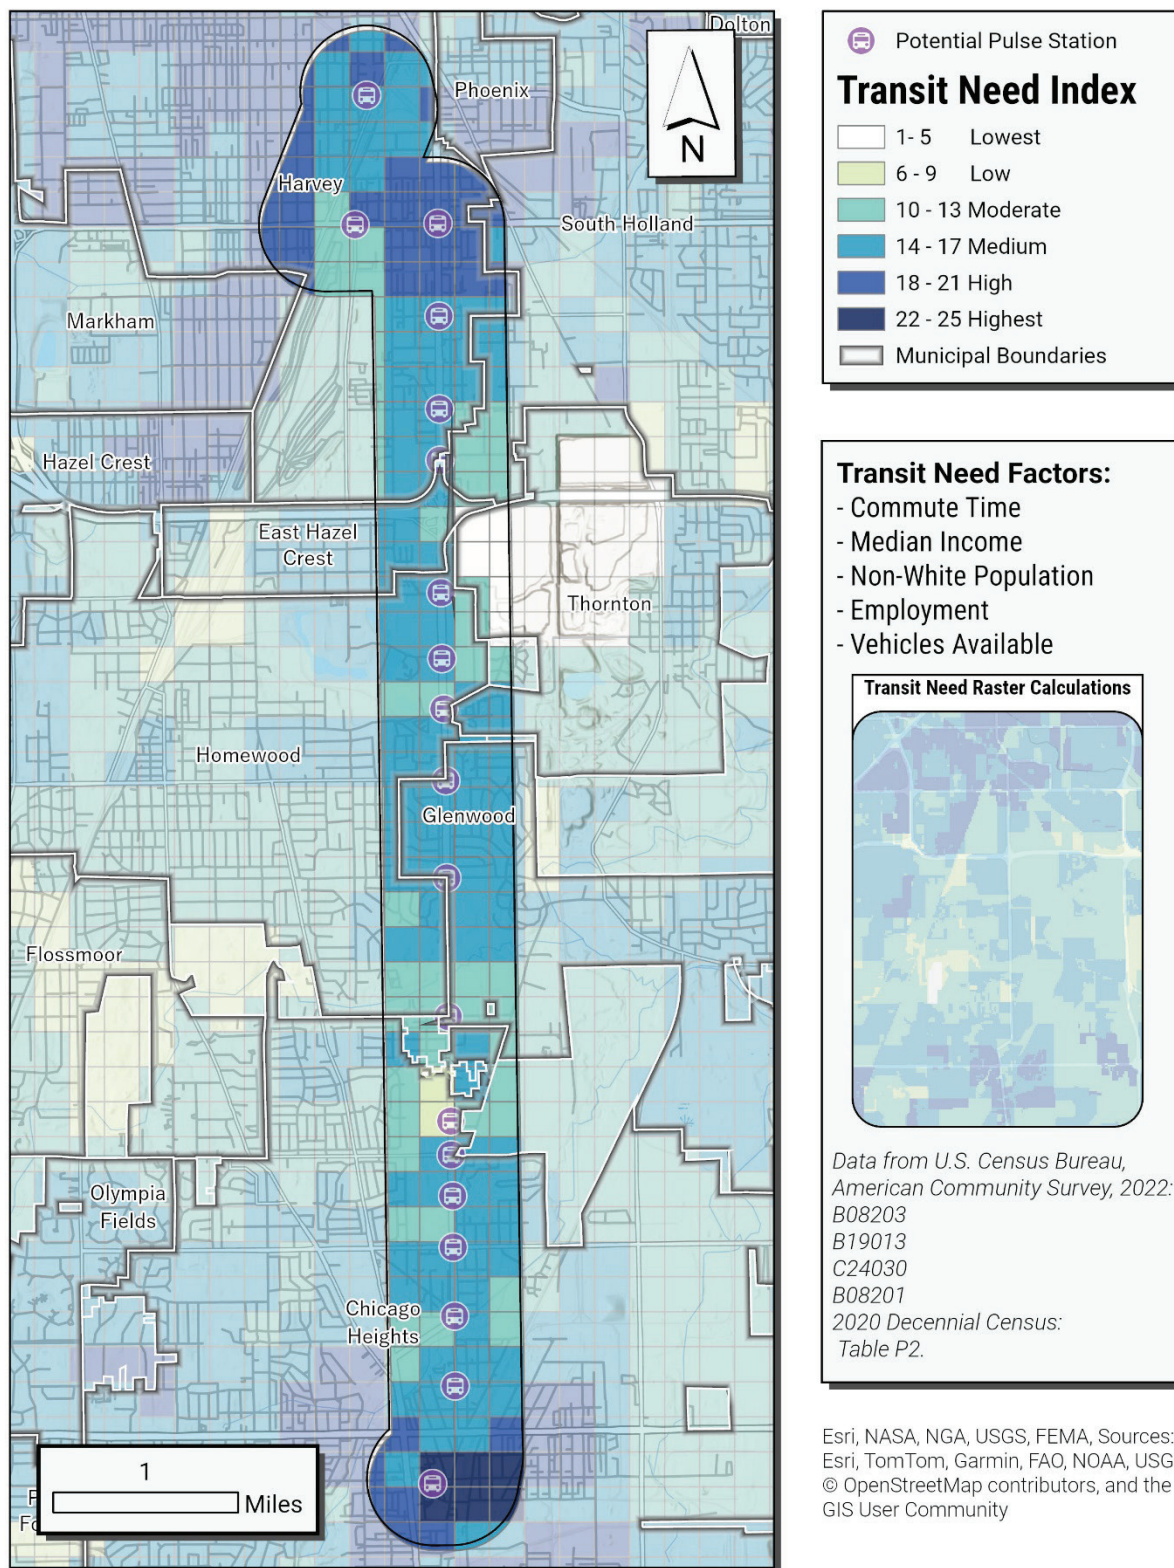 Dolton
Phoenix
N
Harvey
South Holland
Markham
Hazel Crest
East Hazel
Crest
Thornton
Homewood
Glenwood
Flossmoor
Olympia
Fields
Chicago
Heights
1
Miles
Potential Pulse Station
Transit Need Index
1- 5 Lowest
6 - 9 Low
10 - 13 Moderate
14 - 17 Medium
18 - 21 High
22 - 25 Highest
Municipal Boundaries
Transit Need Factors:
- Commute Time
- Median Income
- Non-White Population
- Employment
- Vehicles Available
Transit Need Raster Calculations
Data from U.S. Census Bureau,
American Community Survey, 2022:
B08203
B19013
C24030
B08201
2020 Decennial Census:
Table P2.
Esri, NASA, NGA, USGS, FEMA, Sources:
Esri, TomTom, Garmin, FAO, NOAA, USG
© OpenStreetMap contributors, and the
GIS User Community